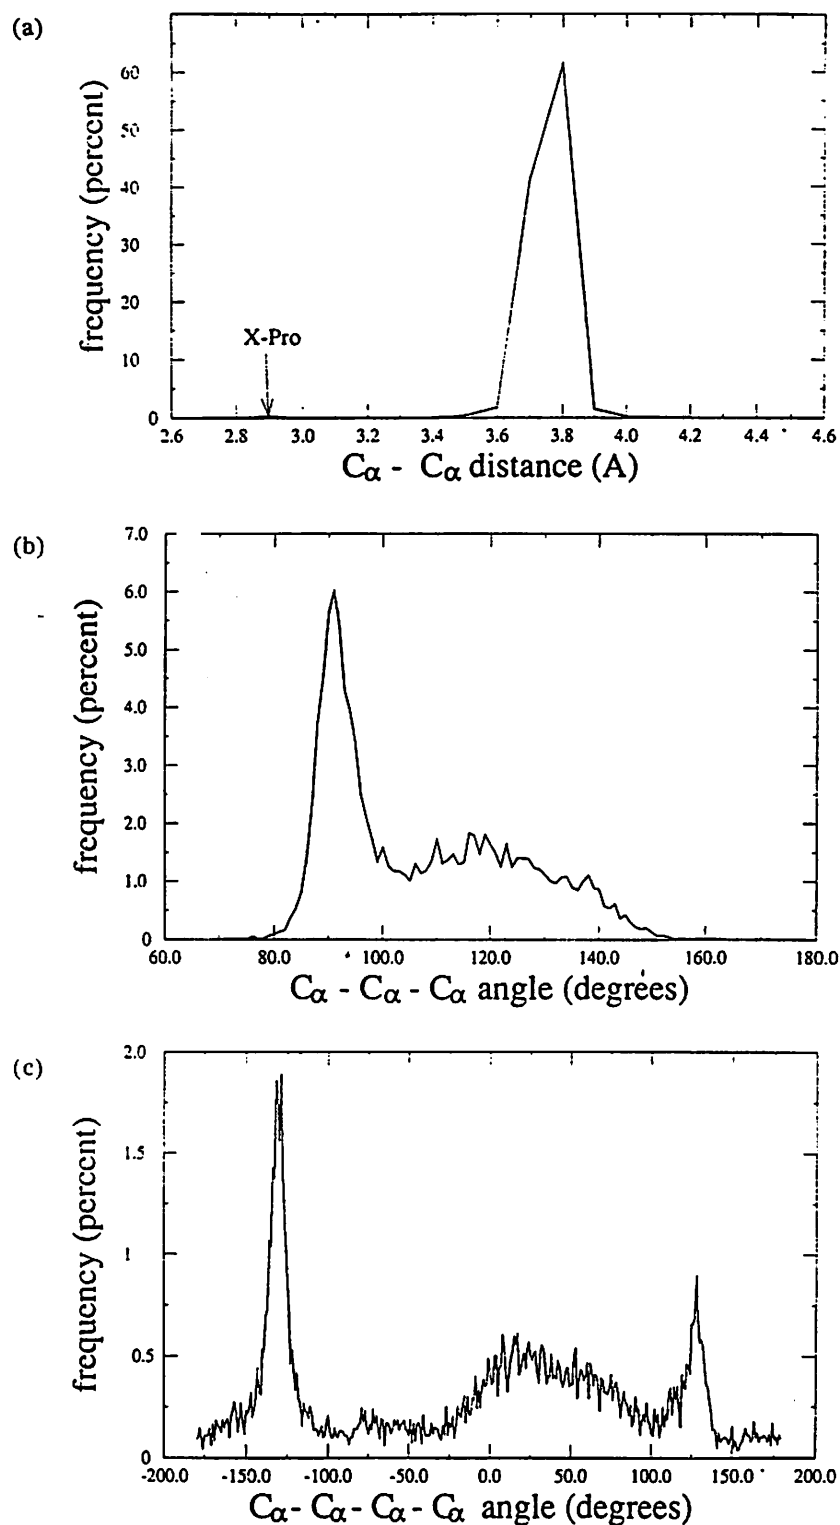 (a)
60
50
40
30
20
10
0
frequency (percent)
X-Pro
2.6 2.8 3.0 3.2 3.4 3.6 3.8 4.0 4.2 4.4 4.6
Cα - Cα distance (A)
(b)
7.0
6.0
5.0
4.0
3.0
2.0
1.0
0
frequency (percent)
60.0 80.0 100.0 120.0 140.0 160.0 180.0
Cα - Cα - Cα angle (degrees)
(c)
2.0
1.5
1
0.5
0
frequency (percent)
-200.0 -150.0 -100.0 -50.0 0.0 50.0 100.0 150.0 200.0
Cα - Cα - Cα - Cα angle (degrees)